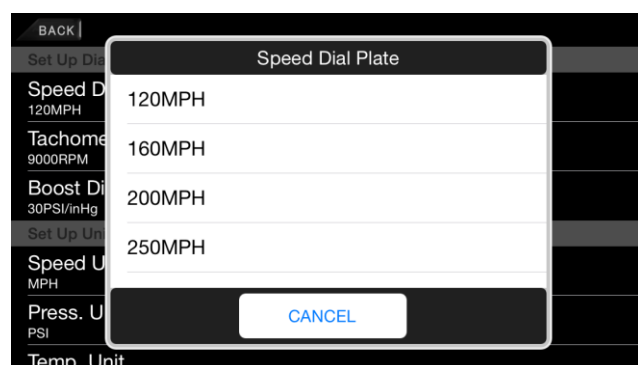 BACK
Set Up Dia
Speed D
120MPH
Tachome
9000RPM
Boost Di
30PSI/inHg
Set Up Uni
Speed U
MPH
Press. U
PSI
Temp. Unit
Speed Dial Plate
120MPH
160MPH
200MPH
250MPH
CANCEL